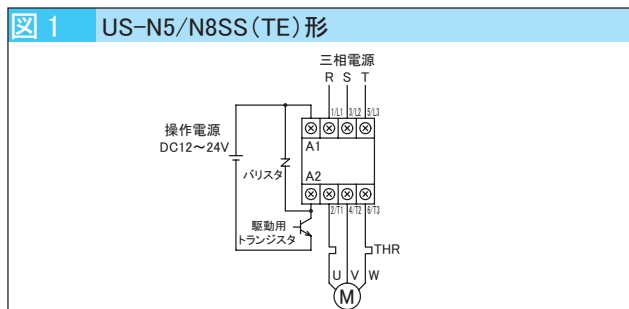 図1 US-N5/N8SS(TE)形
三相電源
R S T
1/L1 3/L2 5/L3
操作電源
DC12～24V
A1
バリスタ
A2
2/T1 4/T2 6/T3
駆動用
トランジスタ
THR
U V W
M